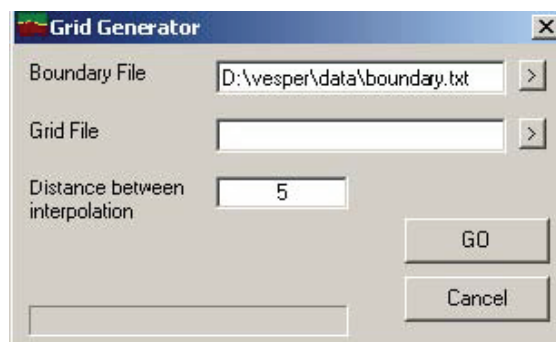 Grid Generator
Boundary File
D:\vesper\data\boundary.txt
>
Grid File
>
Distance between
interpolation
5
GO
Cancel